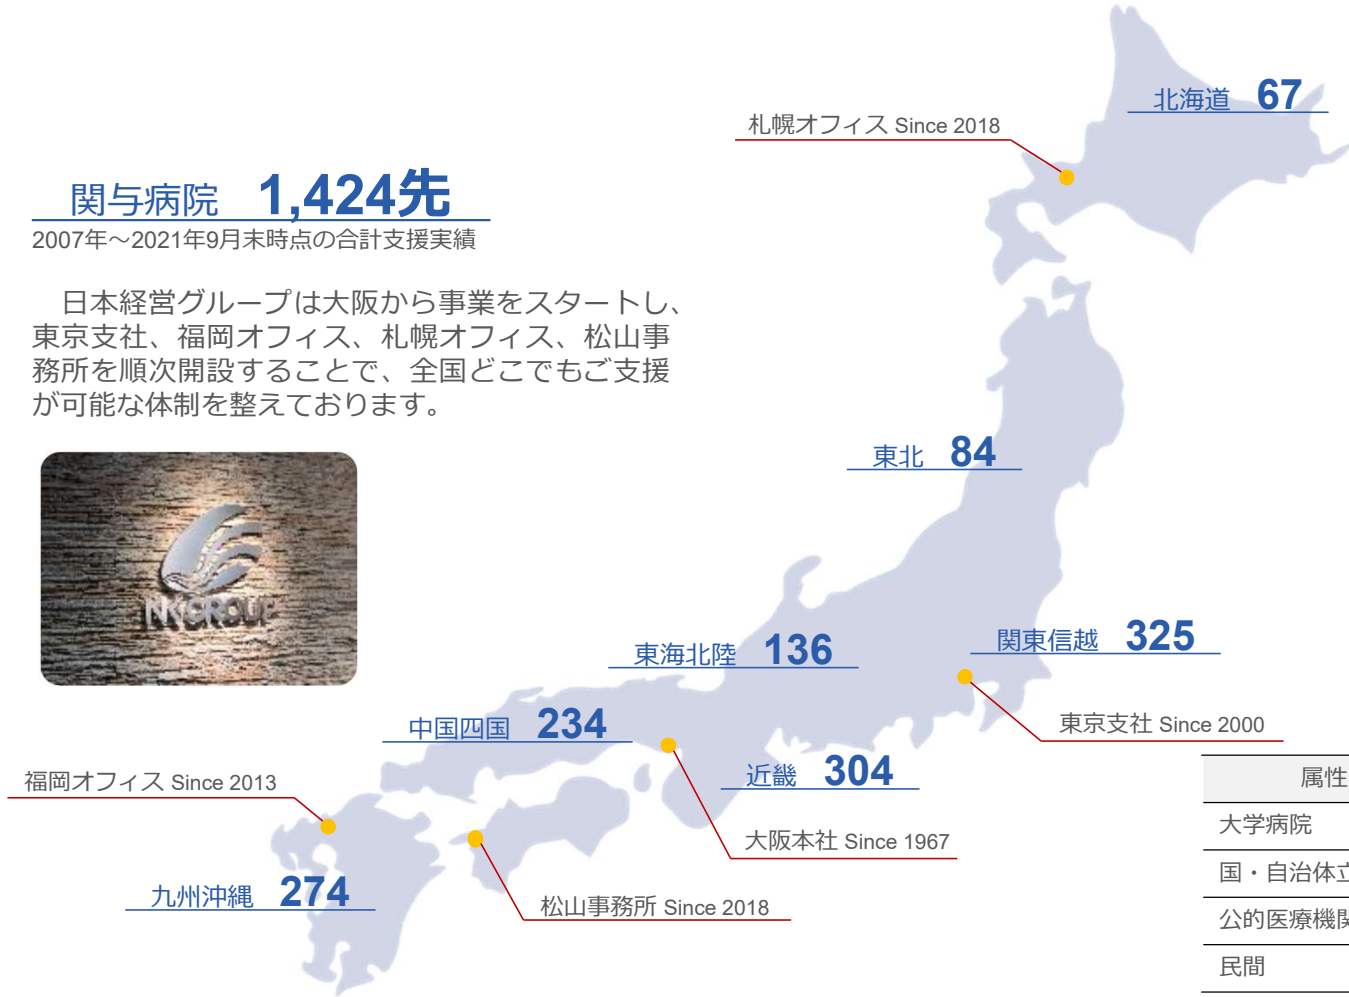 北海道 67
札幌オフィス Since 2018
関与病院 1,424先
2007年～2021年9月末時点の合計支援実績
日本経営グループは大阪から事業をスタートし、
東京支社、福岡オフィス、札幌オフィス、松山事
務所を順次開設することで、全国どこでもご支援
が可能な体制を整えております。
東北 84
NK GROUP
関東信越 325
東海北陸 136
中国四国 234
東京支社 Since 2000
近畿 304
福岡オフィス Since 2013
大阪本社 Since 1967
九州沖縄 274
松山事務所 Since 2018
属性
大学病院
国・自治体立
公的医療機関
民間